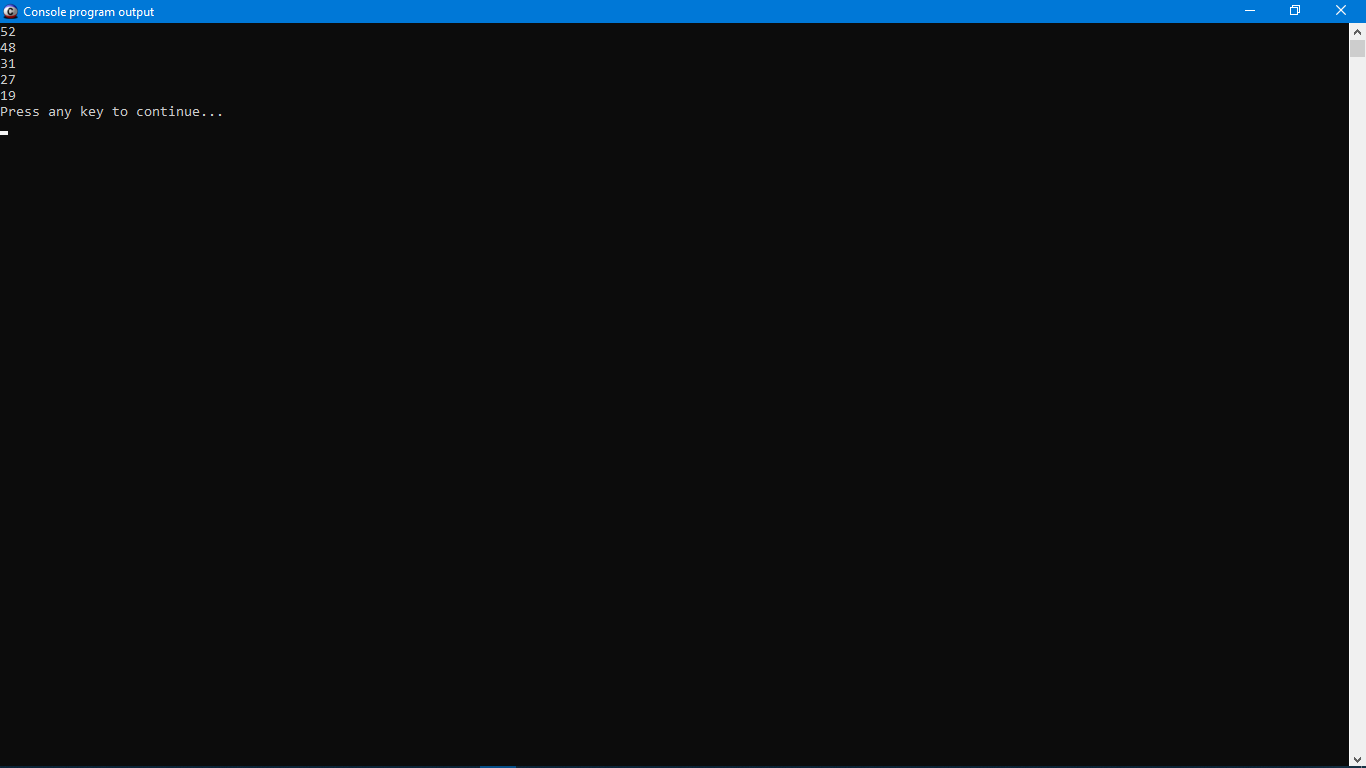 Console program output
52
48
31
27
19
Press any key to continue...